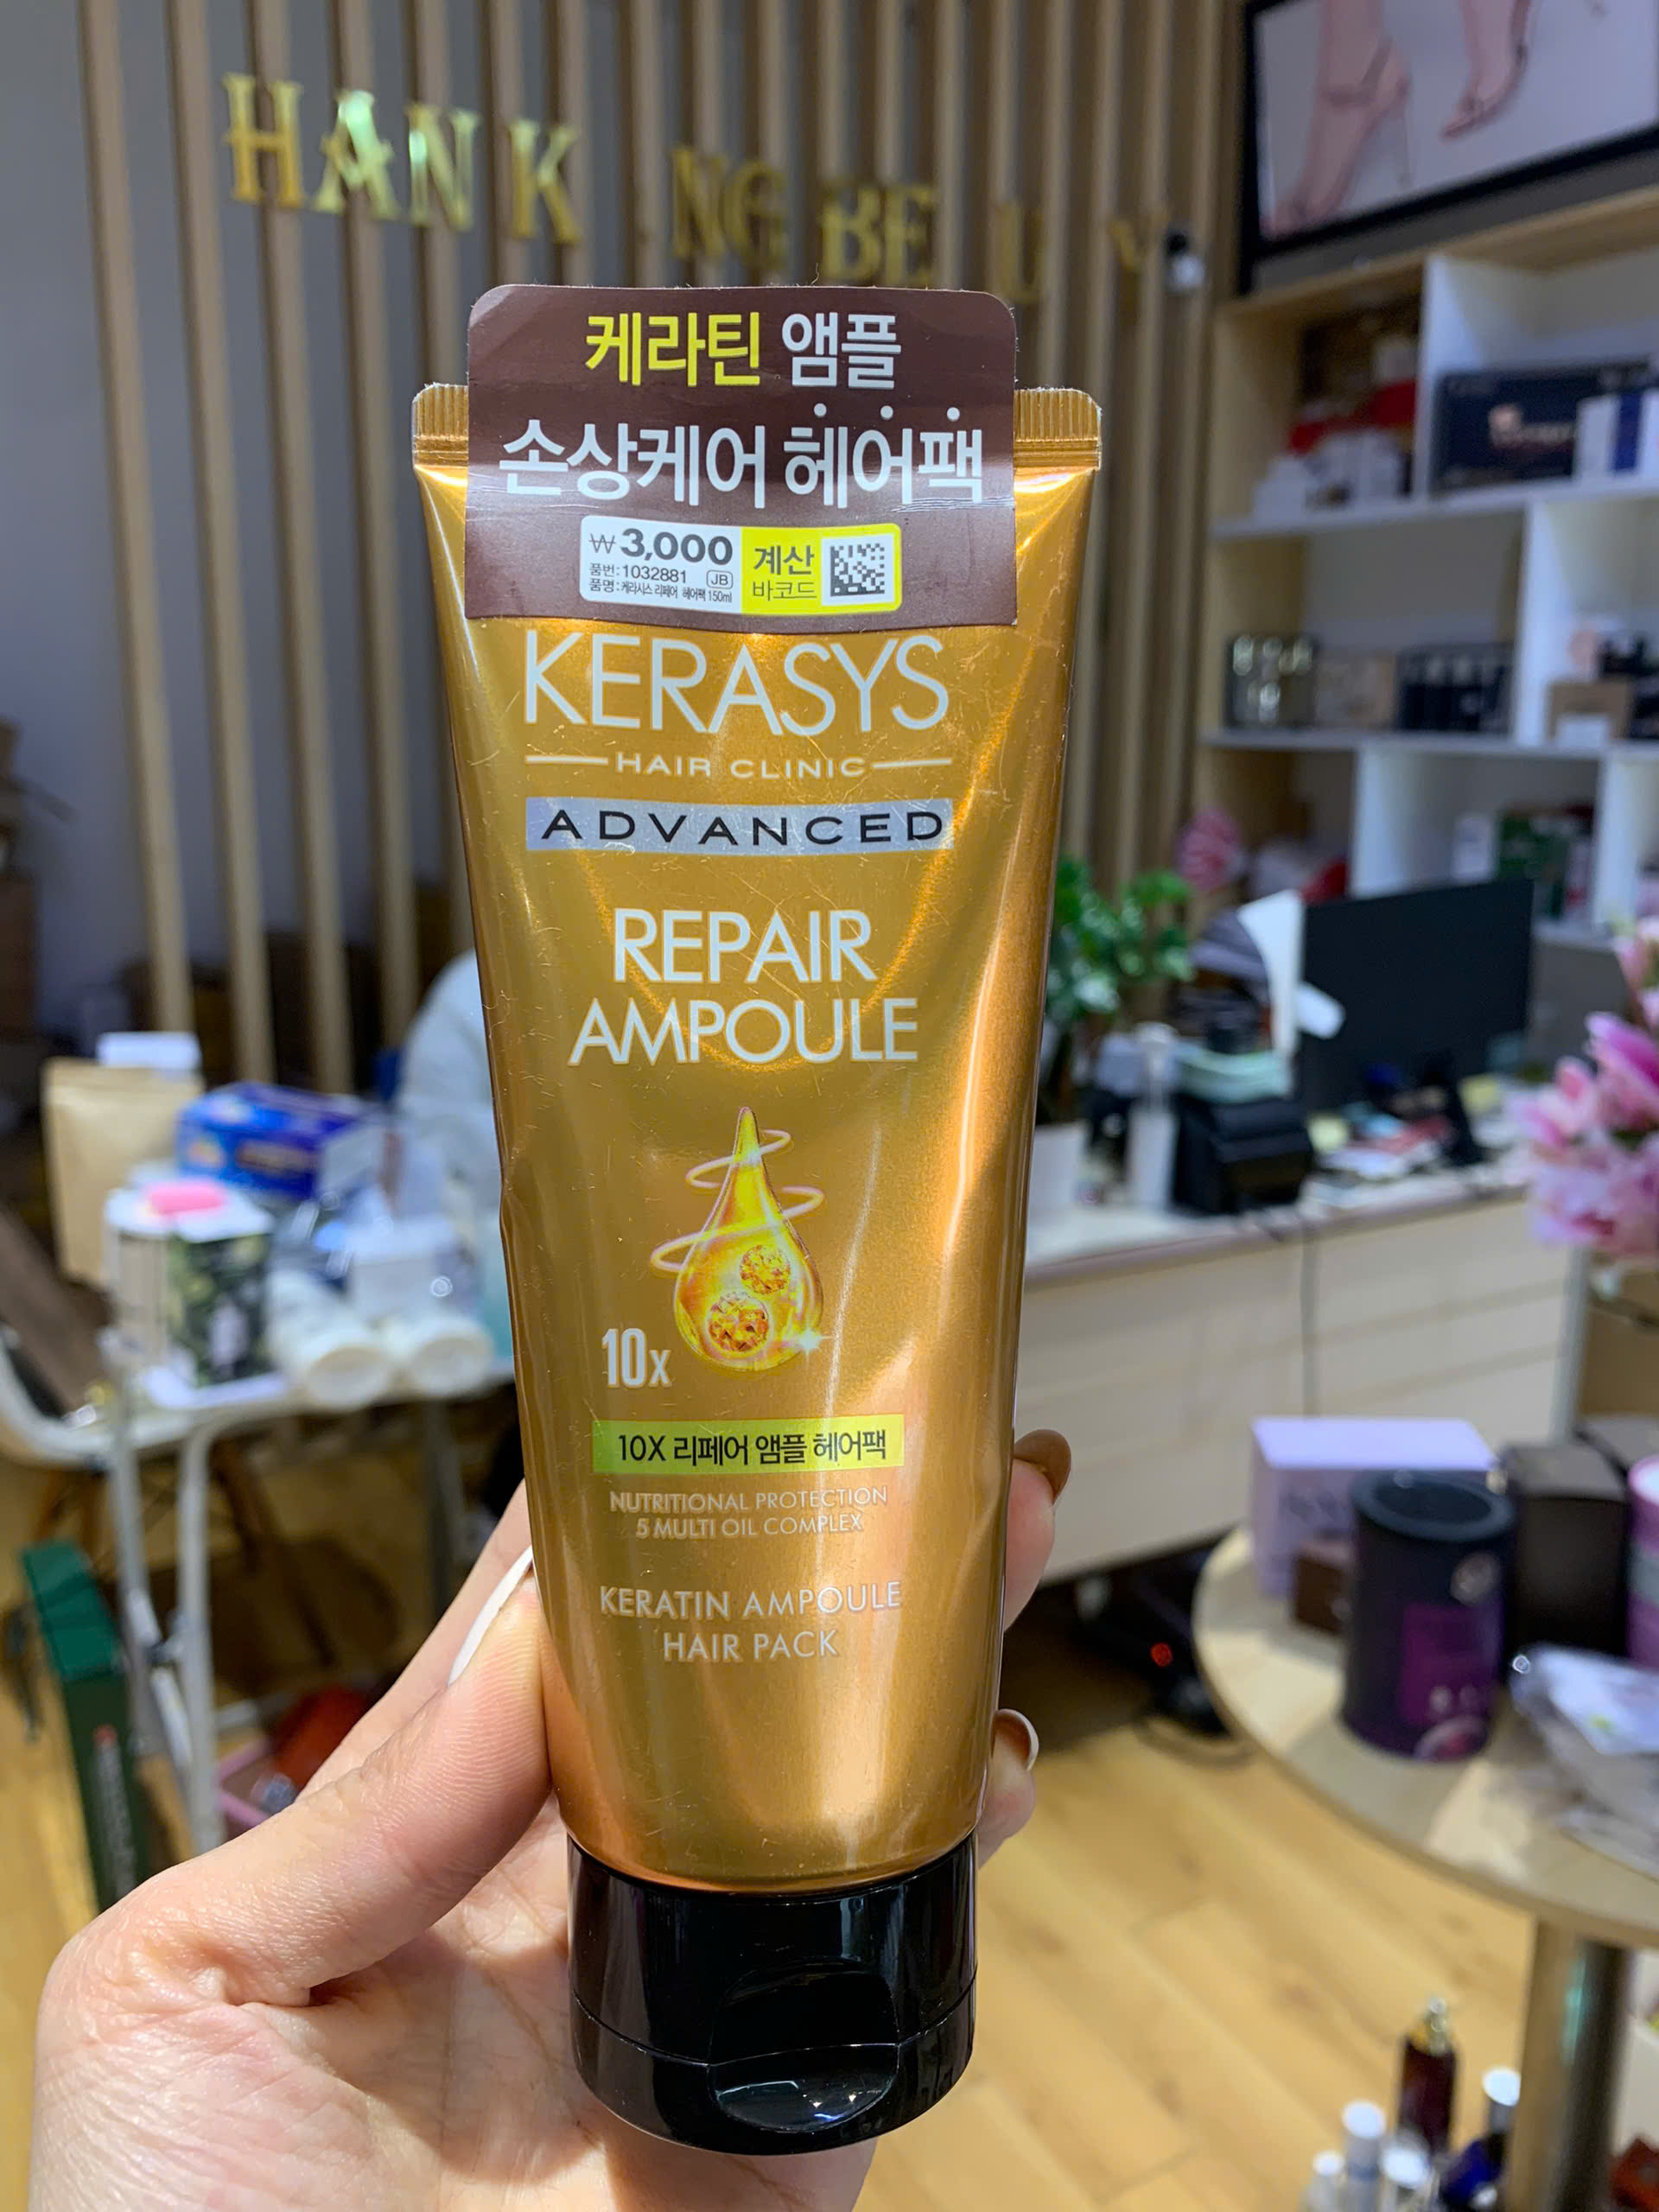 HANK NG BE U Y
케라틴 앰플
손상케어 헤어팩
₩3,000
품번:1032881 JB
품명:케라시스 리페어 헤어팩 150ml
계산
바코드
KERASYS
HAIR CLINIC
ADVANCED
REPAIR
AMPOULE
10x
10X 리페어 앰플 헤어팩
NUTRITIONAL PROTECTION
5 MULTI OIL COMPLEX
KERATIN AMPOULE
HAIR PACK